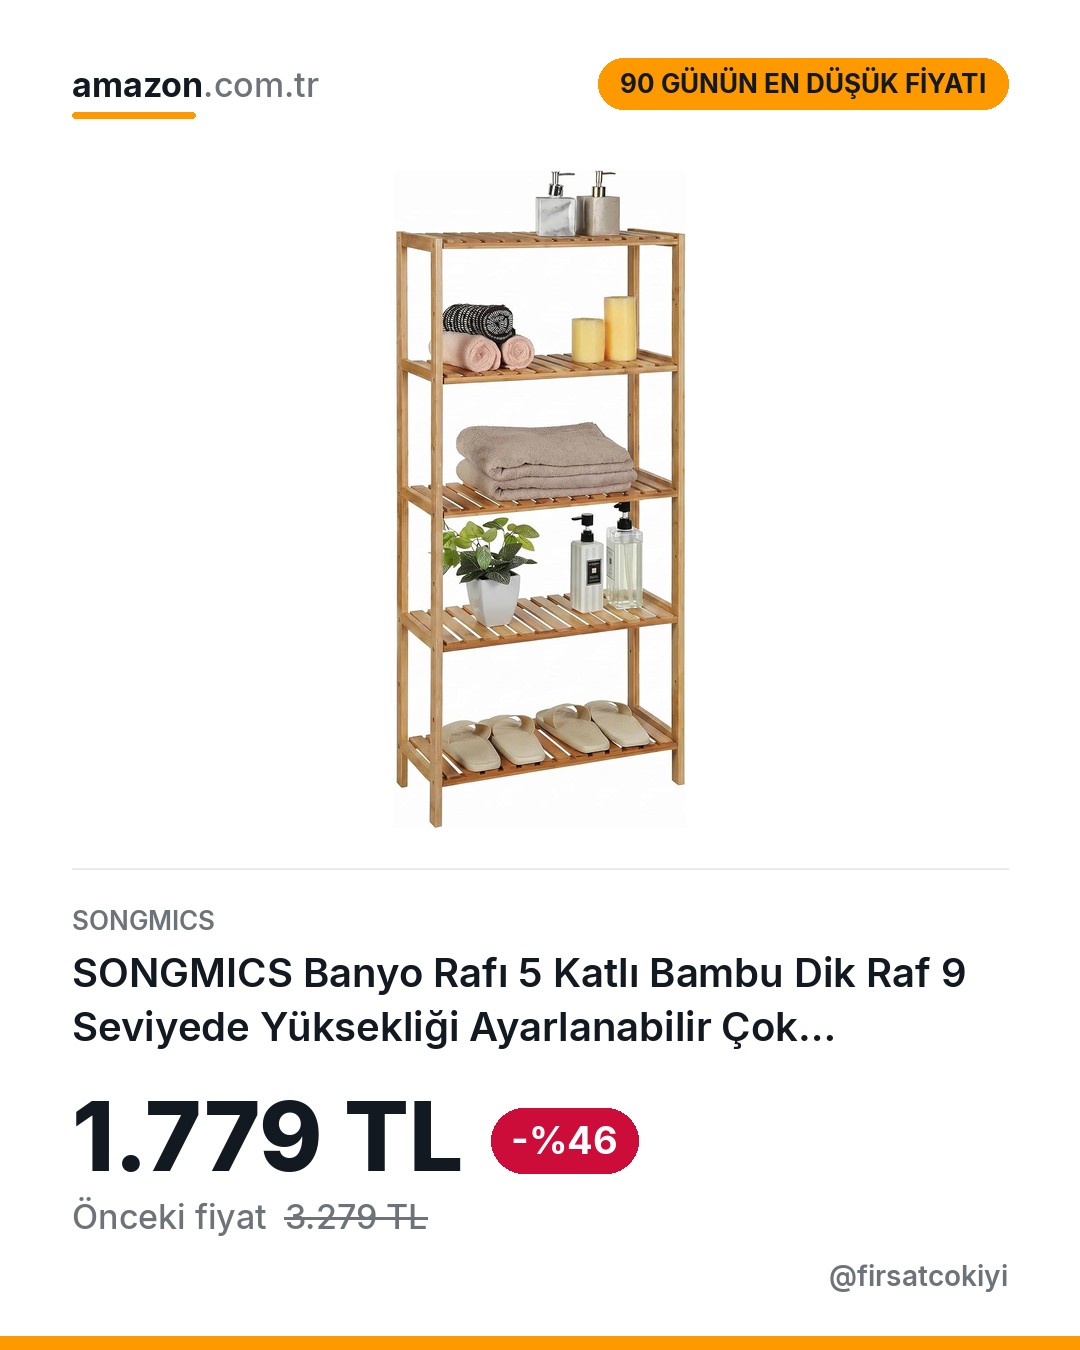 amazon.com.tr
90 GÜNÜN EN DÜŞÜK FİYATI
SONGMICS
SONGMICS Banyo Rafı 5 Katlı Bambu Dik Raf 9
Seviyede Yüksekliği Ayarlanabilir Çok...
1.779 TL
-%46
Önceki fiyat 3.279 TL
@firsatcokiyi